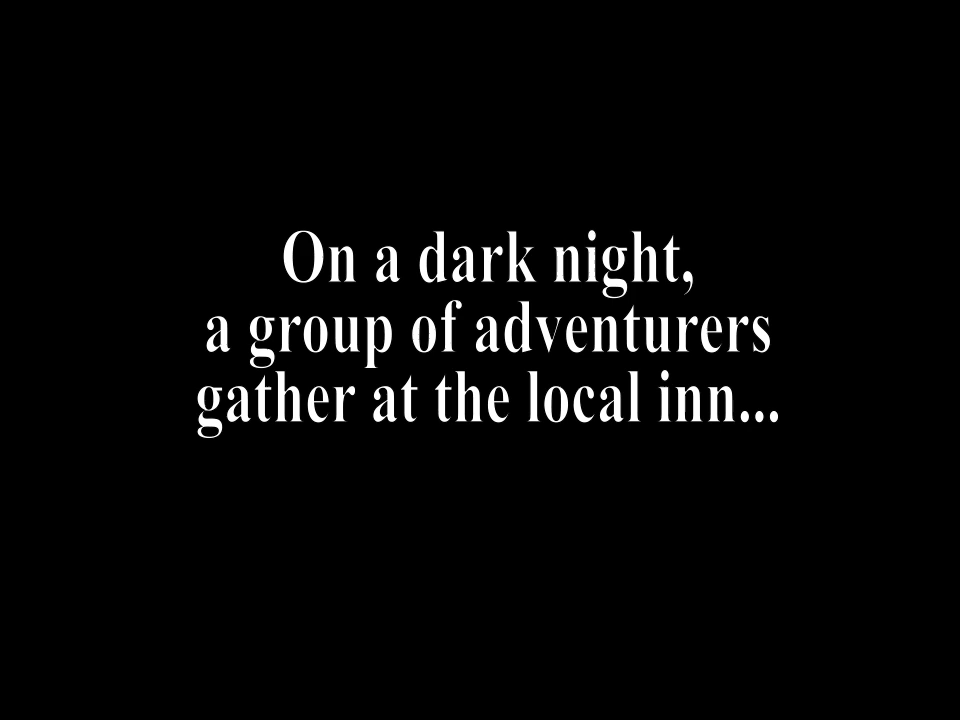 On a dark night,
a group of adventurers
gather at the local inn...